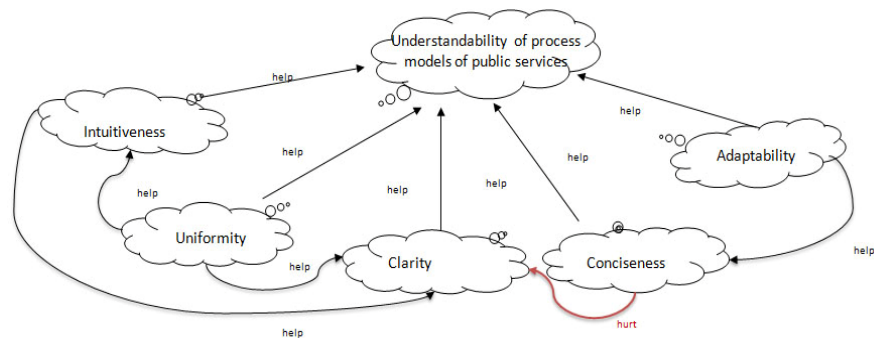 Understandability of process
models of public services
help
help
Intuitiveness
Adaptability
help
help
help
help
help
Uniformity
help
Clarity
Conciseness
help
hurt
help